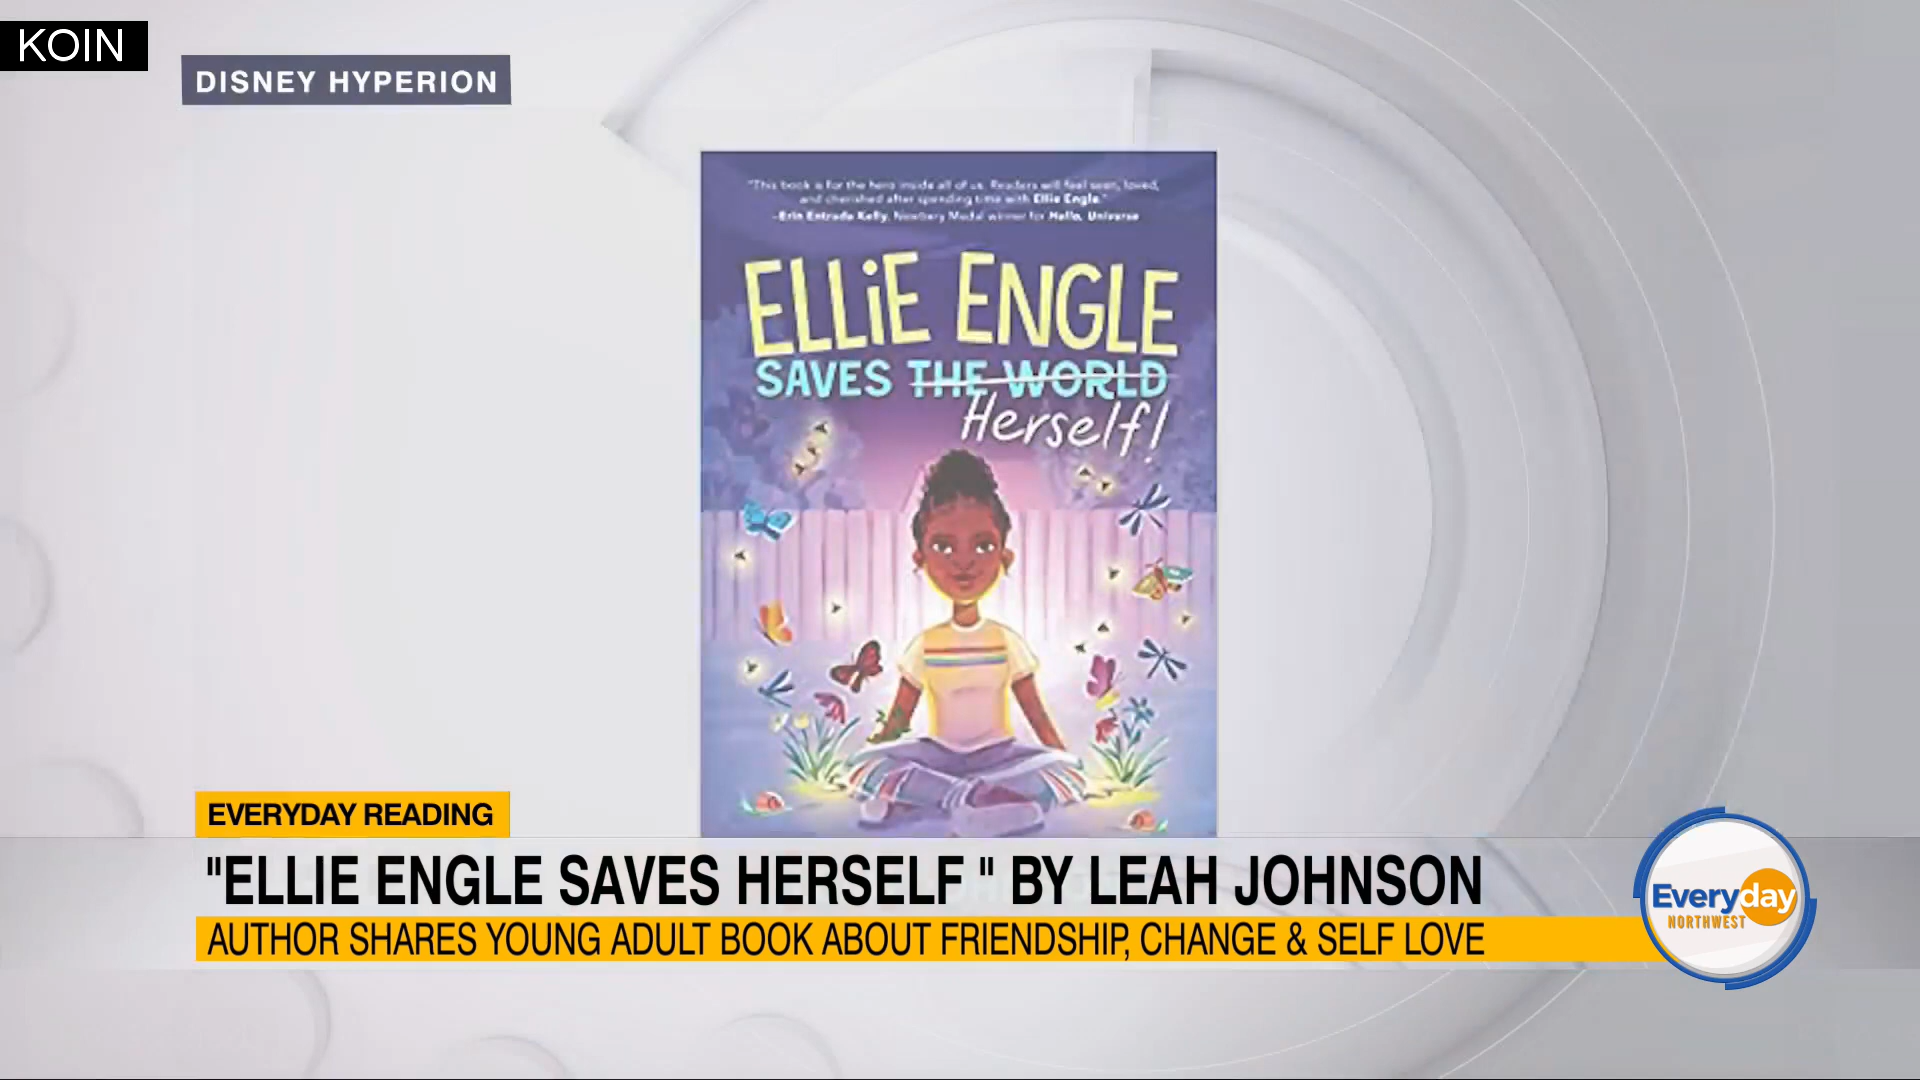 KOIN
DISNEY HYPERION
"This book is for the hero inside all of us. Readers will feel seen, loved,
and cherished after spending time with Ellie Engle."
–Erin Entrada Kelly, Newbery Medal winner for Hello, Universe
ELLiE ENGLE
SAVES THE WORLD
Herself!
EVERYDAY READING
"ELLIE ENGLE SAVES HERSELF " BY LEAH JOHNSON
AUTHOR SHARES YOUNG ADULT BOOK ABOUT FRIENDSHIP, CHANGE & SELF LOVE
Everyday
NORTHWEST